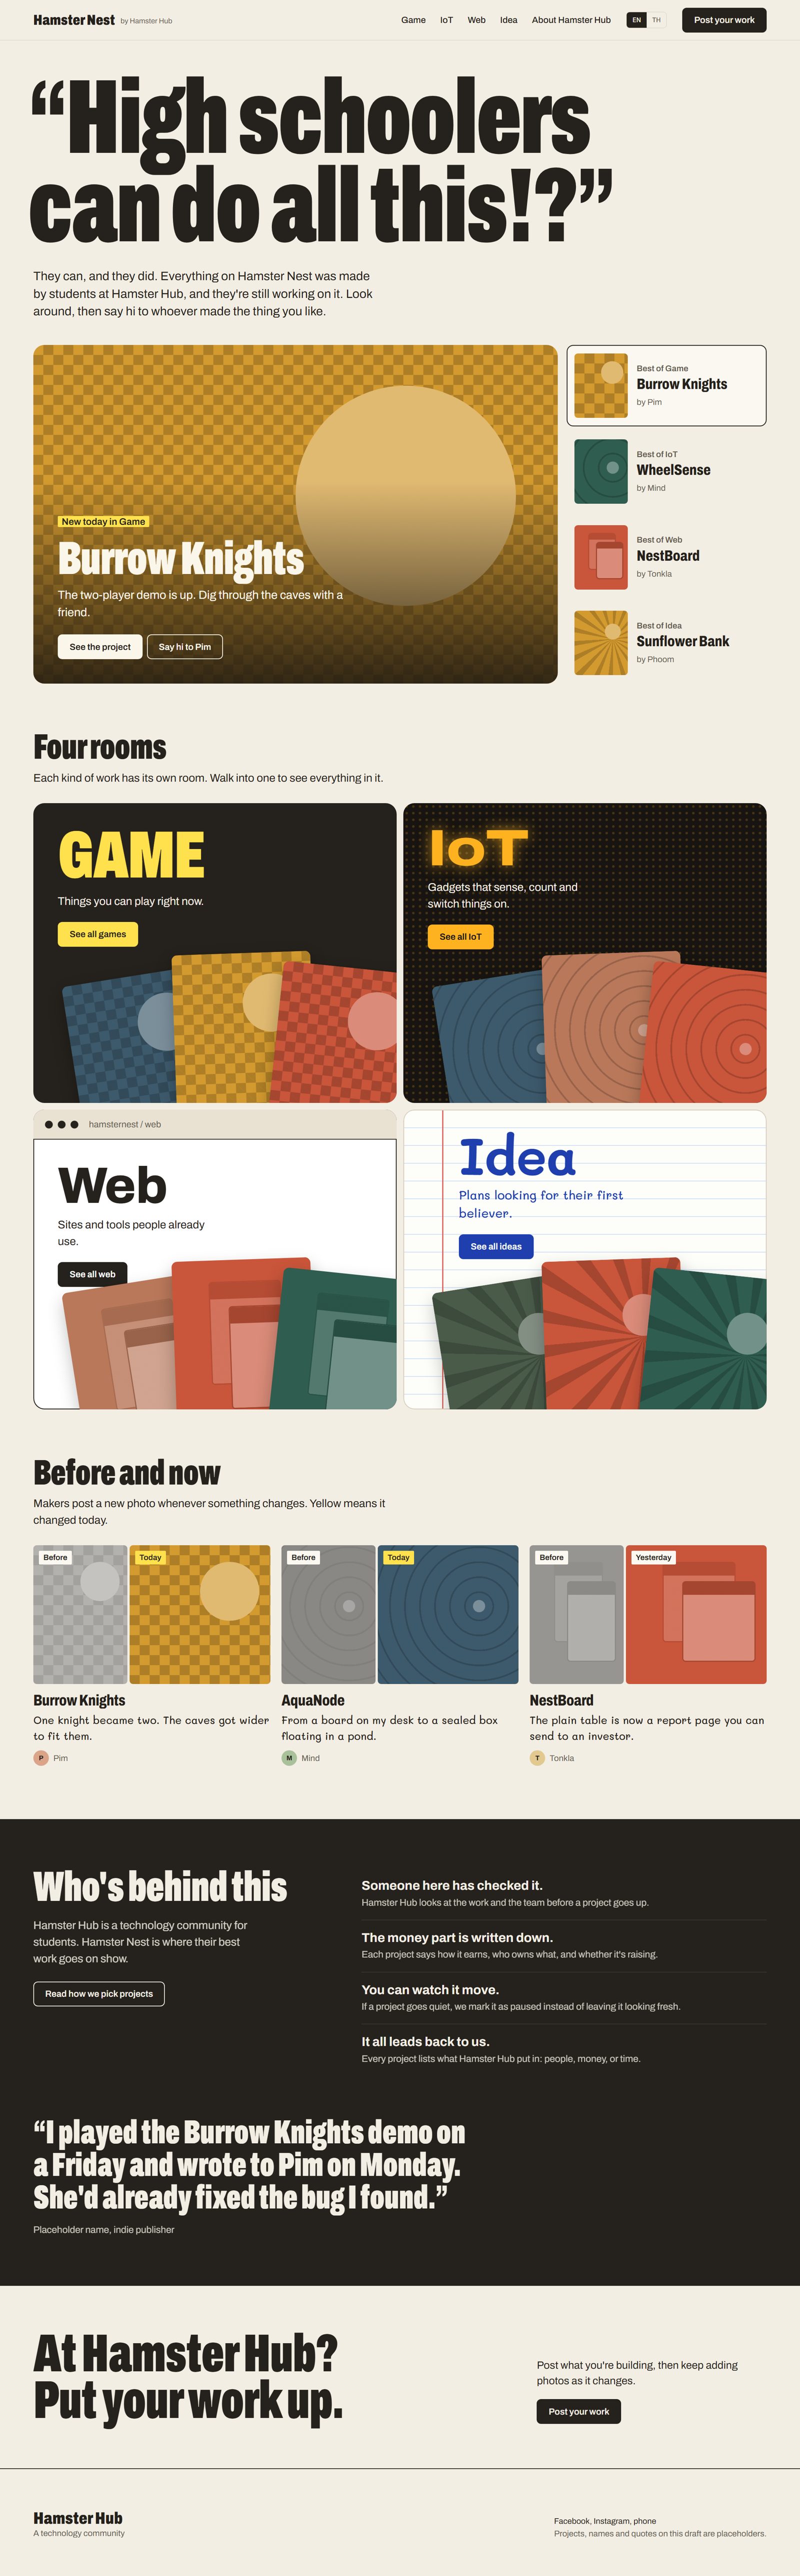 Hamster Nest by Hamster Hub
Game IoT Web Idea About Hamster Hub EN TH Post your work
“High schoolers
can do all this!?”
They can, and they did. Everything on Hamster Nest was made
by students at Hamster Hub, and they're still working on it. Look
around, then say hi to whoever made the thing you like.
New today in Game
Burrow Knights
The two-player demo is up. Dig through the caves with a
friend.
See the project
Say hi to Pim
Best of Game
Burrow Knights
by Pim
Best of IoT
WheelSense
by Mind
Best of Web
NestBoard
by Tonkla
Best of Idea
Sunflower Bank
by Phoom
Four rooms
Each kind of work has its own room. Walk into one to see everything in it.
GAME
Things you can play right now.
See all games
IoT
Gadgets that sense, count and
switch things on.
See all IoT
hamsternest / web
Web
Sites and tools people already
use.
See all web
Idea
Plans looking for their first
believer.
See all ideas
Before and now
Makers post a new photo whenever something changes. Yellow means it
changed today.
Before
Today
Burrow Knights
One knight became two. The caves got wider
to fit them.
P Pim
Before
Today
AquaNode
From a board on my desk to a sealed box
floating in a pond.
M Mind
Before
Yesterday
NestBoard
The plain table is now a report page you can
send to an investor.
T Tonkla
Who's behind this
Hamster Hub is a technology community for
students. Hamster Nest is where their best
work goes on show.
Read how we pick projects
Someone here has checked it.
Hamster Hub looks at the work and the team before a project goes up.
The money part is written down.
Each project says how it earns, who owns what, and whether it's raising.
You can watch it move.
If a project goes quiet, we mark it as paused instead of leaving it looking fresh.
It all leads back to us.
Every project lists what Hamster Hub put in: people, money, or time.
“I played the Burrow Knights demo on
a Friday and wrote to Pim on Monday.
She'd already fixed the bug I found.”
Placeholder name, indie publisher
At Hamster Hub?
Put your work up.
Post what you're building, then keep adding
photos as it changes.
Post your work
Hamster Hub
A technology community
Facebook, Instagram, phone
Projects, names and quotes on this draft are placeholders.